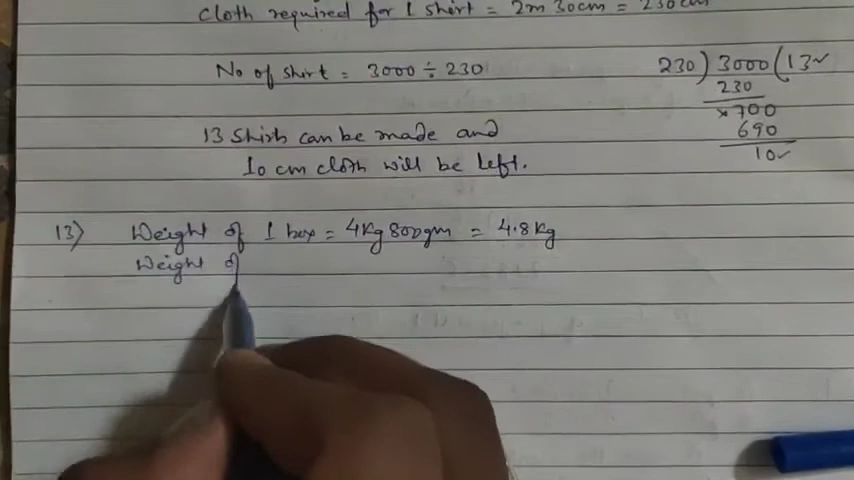 Cloth required for 1 shirt = 2m 30cm = 230cm
No of shirt = 3000 ÷ 230
230) 3000 (13✓
230
×700
690
10✓
13 Shirts can be made and
10 cm cloth will be left.
13) Weight of 1 box = 4Kg 800gm = 4.8 Kg
Weight of